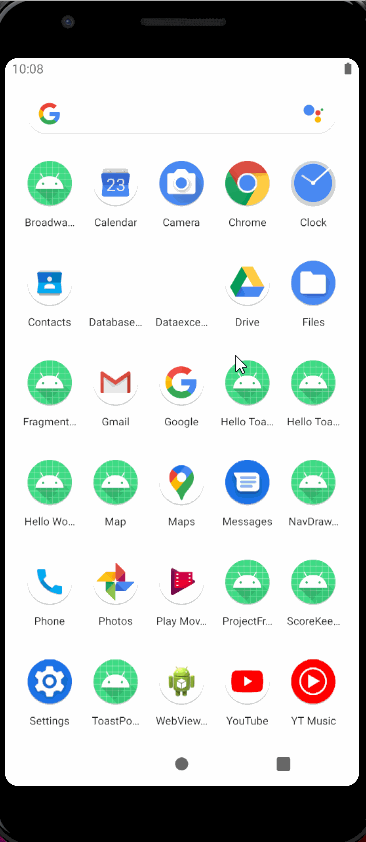 10:08
Broadwa...
Calendar
Camera
Chrome
Clock
23
Contacts
Database...
Dataexce...
Drive
Files
Fragment...
Gmail
Google
Hello Toa...
Hello Toa...
Hello Wo...
Map
Maps
Messages
NavDraw...
Phone
Photos
Play Mov...
ProjectFr...
ScoreKee...
Settings
ToastPo...
WebView...
YouTube
YT Music